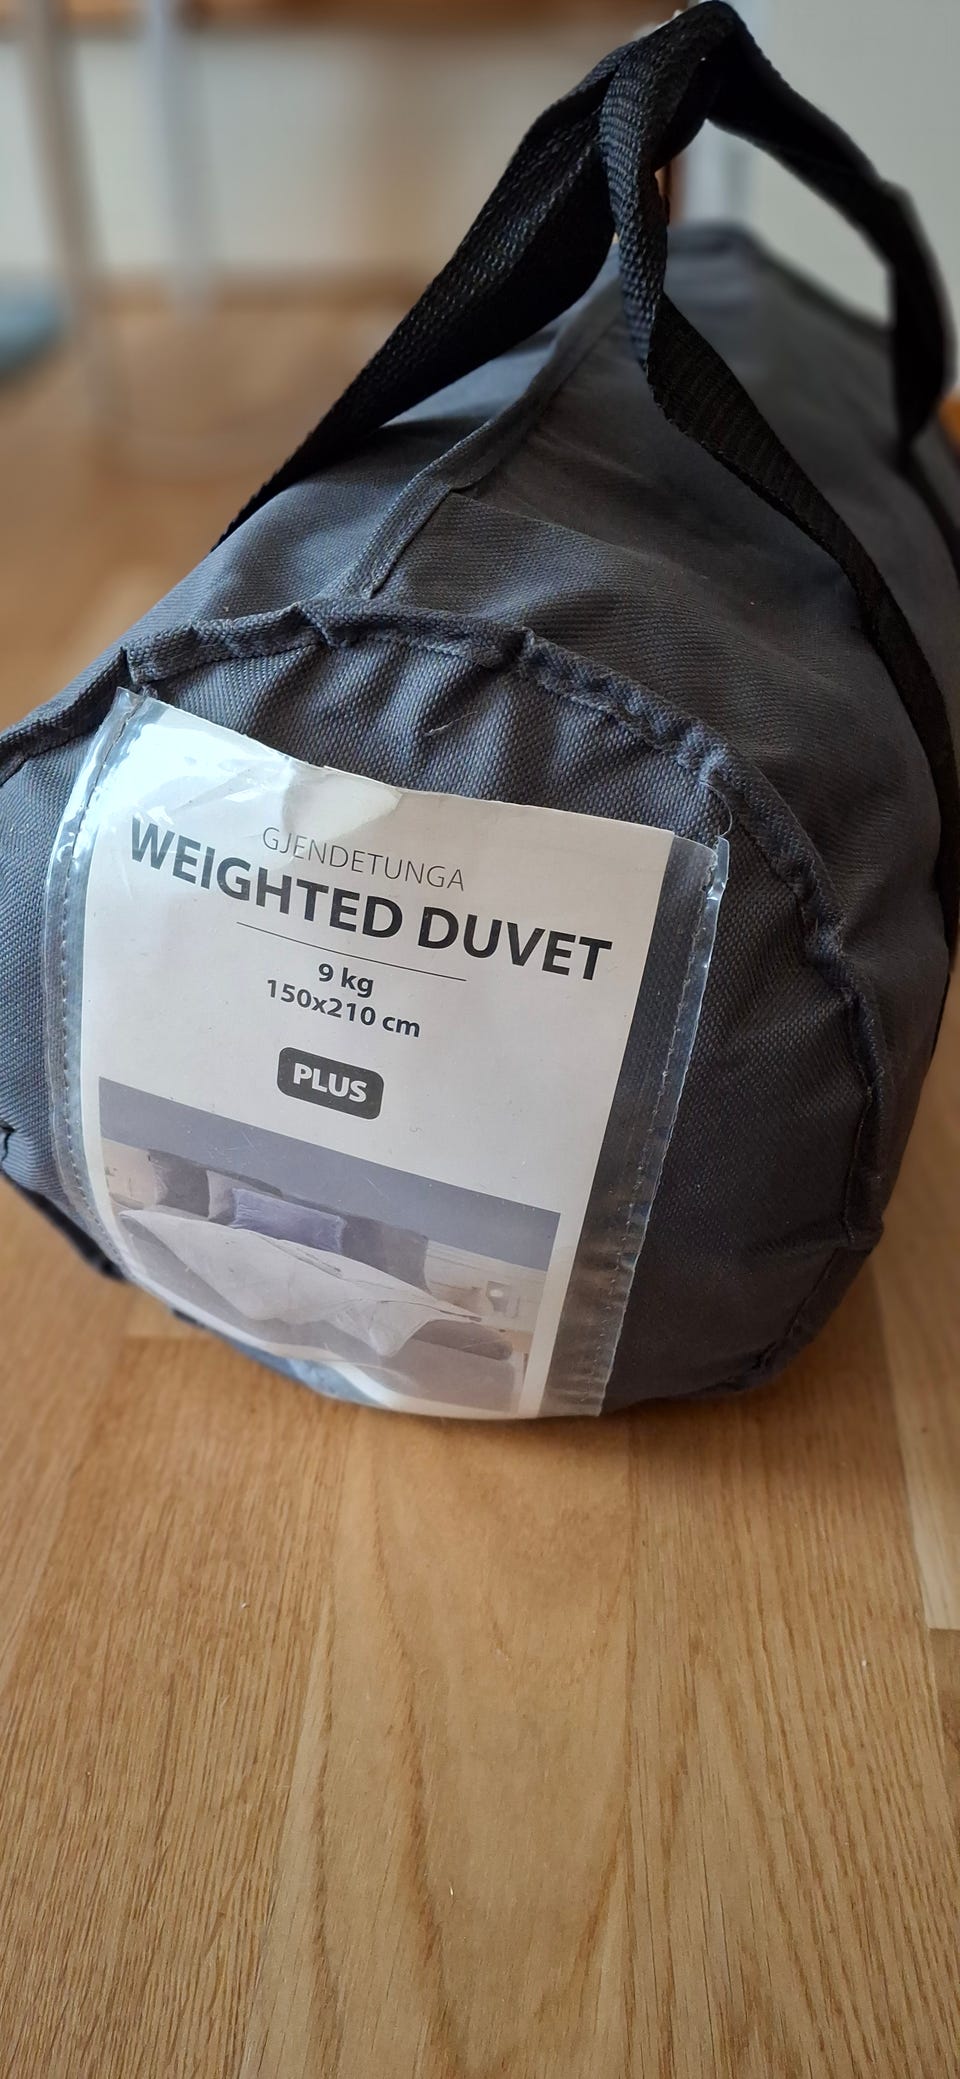 GJENDETUNGA
WEIGHTED DUVET
9 kg
150x210 cm
PLUS